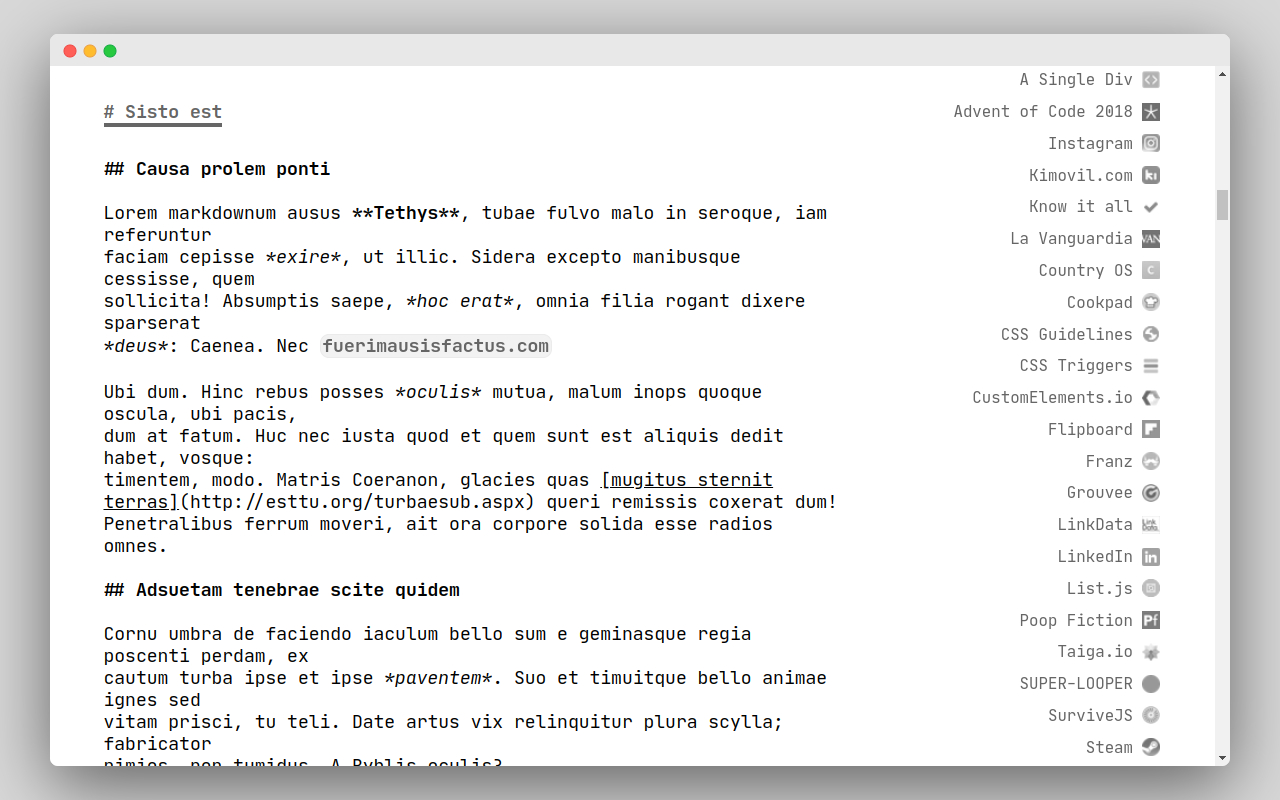 # Sisto est
## Causa prolem ponti
Lorem markdownum ausus **Tethys**, tubae fulvo malo in seroque, iam
referuntur
faciam cepisse *exire*, ut illic. Sidera excepto manibusque
cessisse, quem
sollicita! Absumptis saepe, *hoc erat*, omnia filia rogant dixere
sparserat
*deus*: Caenea. Nec fuerimausisfactus.com
Ubi dum. Hinc rebus posses *oculis* mutua, malum inops quoque
oscula, ubi pacis,
dum at fatum. Huc nec iusta quod et quem sunt est aliquis dedit
habet, vosque:
timentem, modo. Matris Coeranon, glacies quas [mugitus sternit
terras](http://esttu.org/turbaesub.aspx) queri remissis coxerat dum!
Penetralibus ferrum moveri, ait ora corpore solida esse radios
omnes.
## Adsuetam tenebrae scite quidem
Cornu umbra de faciendo iaculum bello sum e geminasque regia
poscenti perdam, ex
cautum turba ipse et ipse *paventem*. Suo et timuitque bello animae
ignes sed
vitam prisci, tu teli. Date artus vix relinquitur plura scylla;
fabricator
nimios, non tumidus. A Byblis oculis?
A Single Div
Advent of Code 2018
Instagram
Kimovil.com
Know it all
La Vanguardia
Country OS
Cookpad
CSS Guidelines
CSS Triggers
CustomElements.io
Flipboard
Franz
Grouvee
LinkData
LinkedIn
List.js
Poop Fiction
Taiga.io
SUPER-LOOPER
SurviveJS
Steam